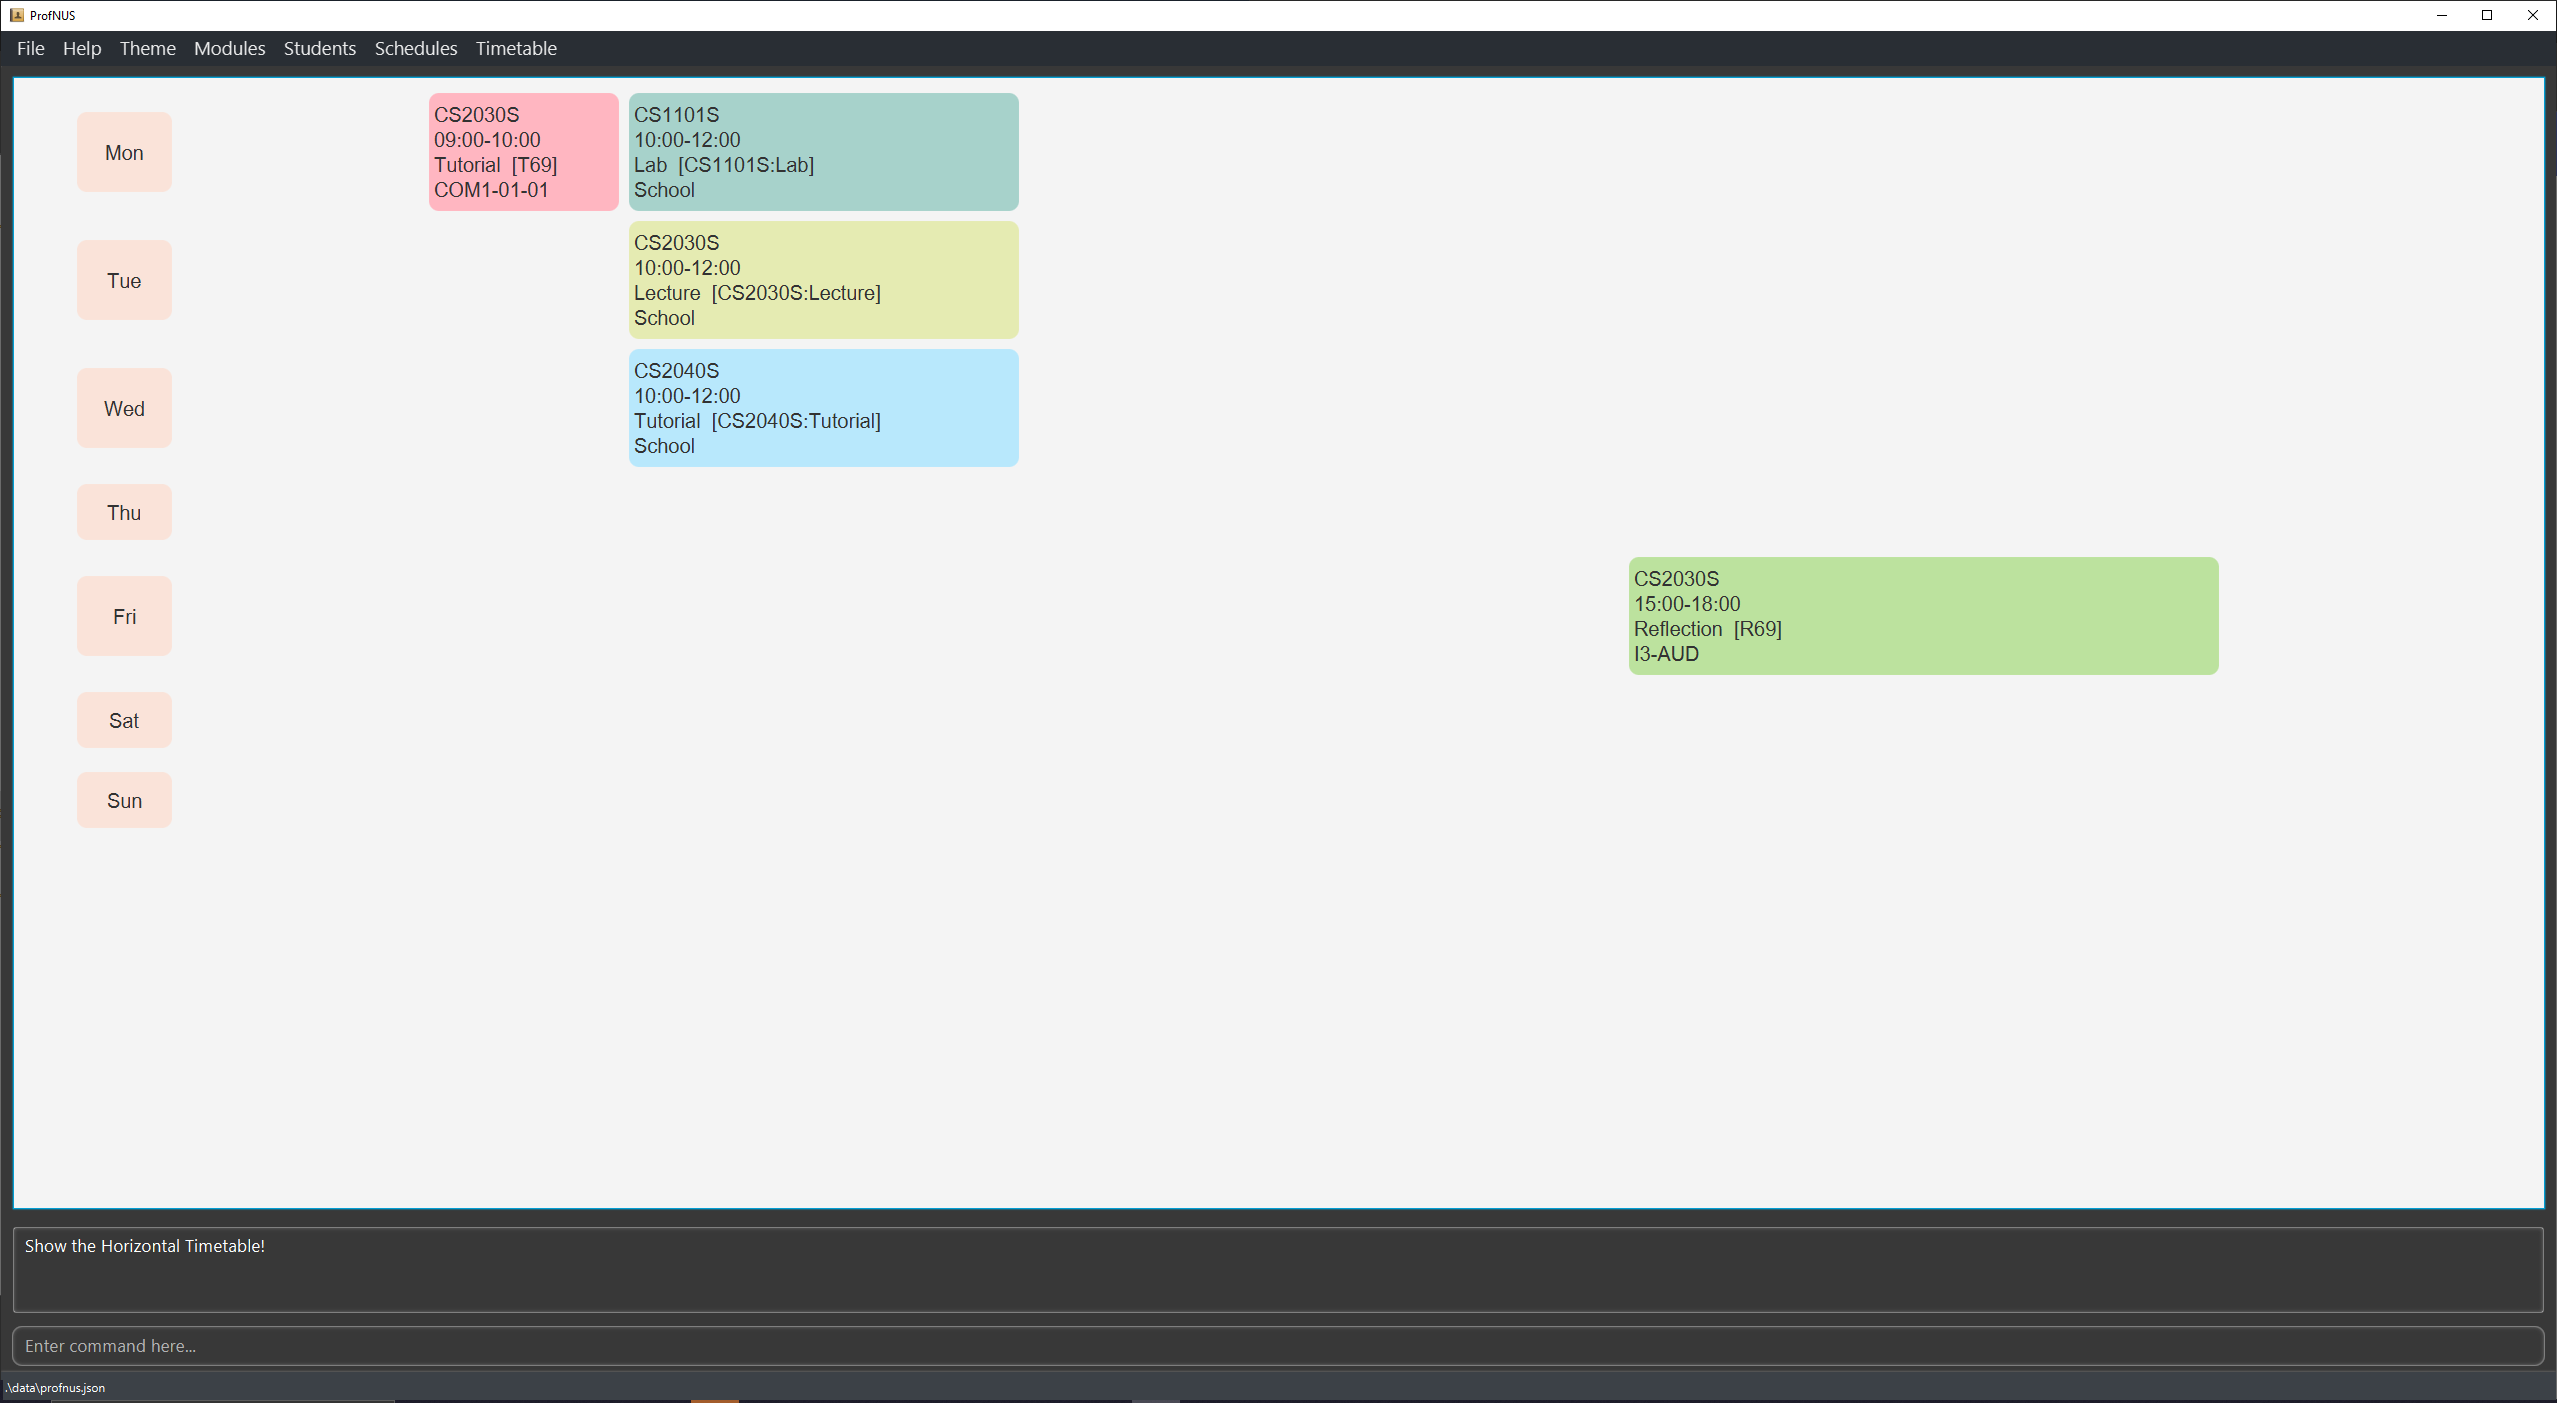 ProfNUS
File Help Theme Modules Students Schedules Timetable
Mon
CS2030S
09:00-10:00
Tutorial [T69]
COM1-01-01
CS1101S
10:00-12:00
Lab [CS1101S:Lab]
School
Tue
CS2030S
10:00-12:00
Lecture [CS2030S:Lecture]
School
Wed
CS2040S
10:00-12:00
Tutorial [CS2040S:Tutorial]
School
Thu
Fri
CS2030S
15:00-18:00
Reflection [R69]
I3-AUD
Sat
Sun
Show the Horizontal Timetable!
Enter command here...
.\data\profnus.json